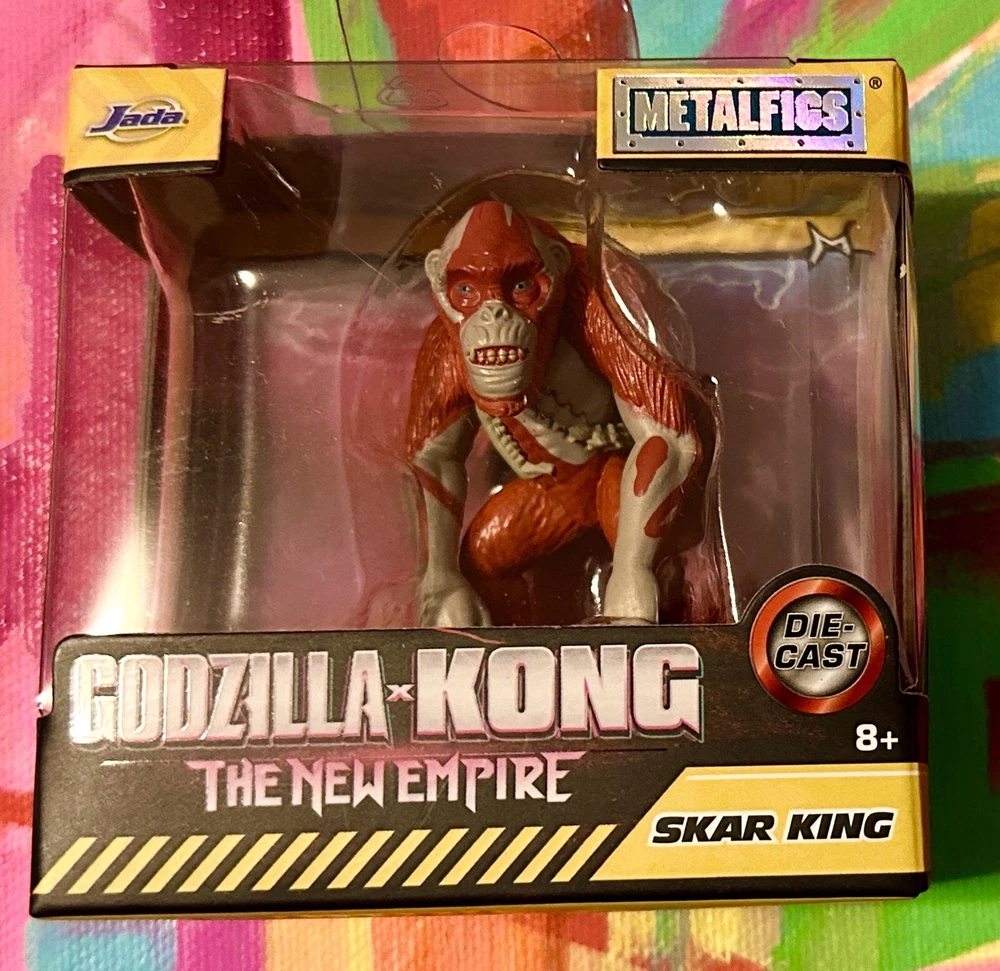 Jada
METALFIGS®
GODZILLA x KONG
THE NEW EMPIRE
DIE-
CAST
8+
SKAR KING